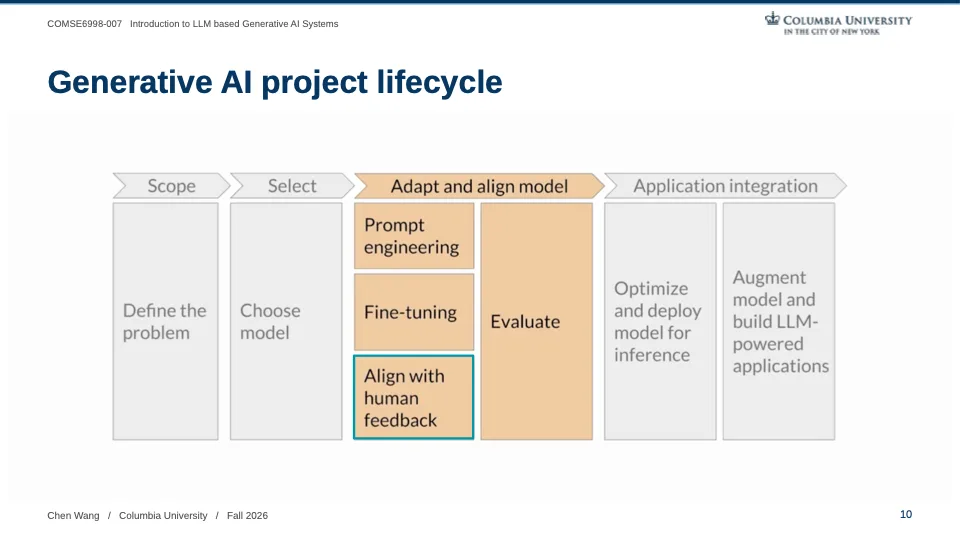 COMSE6998-007   Introduction to LLM based Generative AI Systems
COLUMBIA UNIVERSITY
IN THE CITY OF NEW YORK
Generative AI project lifecycle
Scope
Select
Adapt and align model
Application integration
Define the
problem
Choose
model
Prompt
engineering
Fine-tuning
Align with
human
feedback
Evaluate
Optimize
and deploy
model for
inference
Augment
model and
build LLM-
powered
applications
Chen Wang   /   Columbia University   /   Fall 2026
10